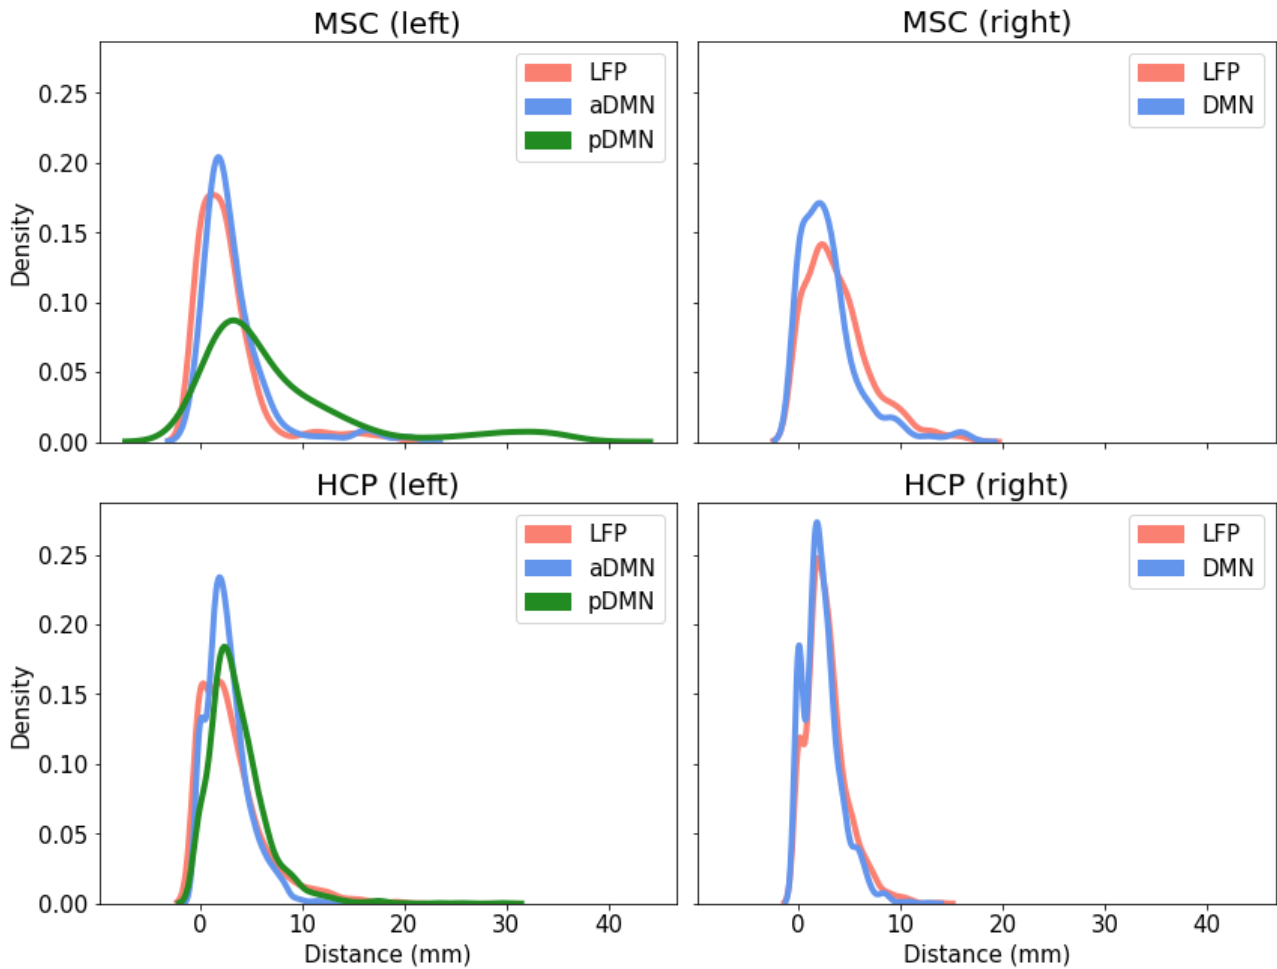 MSC (left)
LFP
aDMN
pDMN
Density
0.25
0.20
0.15
0.10
0.05
0.00
MSC (right)
LFP
DMN
HCP (left)
LFP
aDMN
pDMN
Density
0.25
0.20
0.15
0.10
0.05
0.00
0 10 20 30 40
Distance (mm)
HCP (right)
LFP
DMN
0 10 20 30 40
Distance (mm)